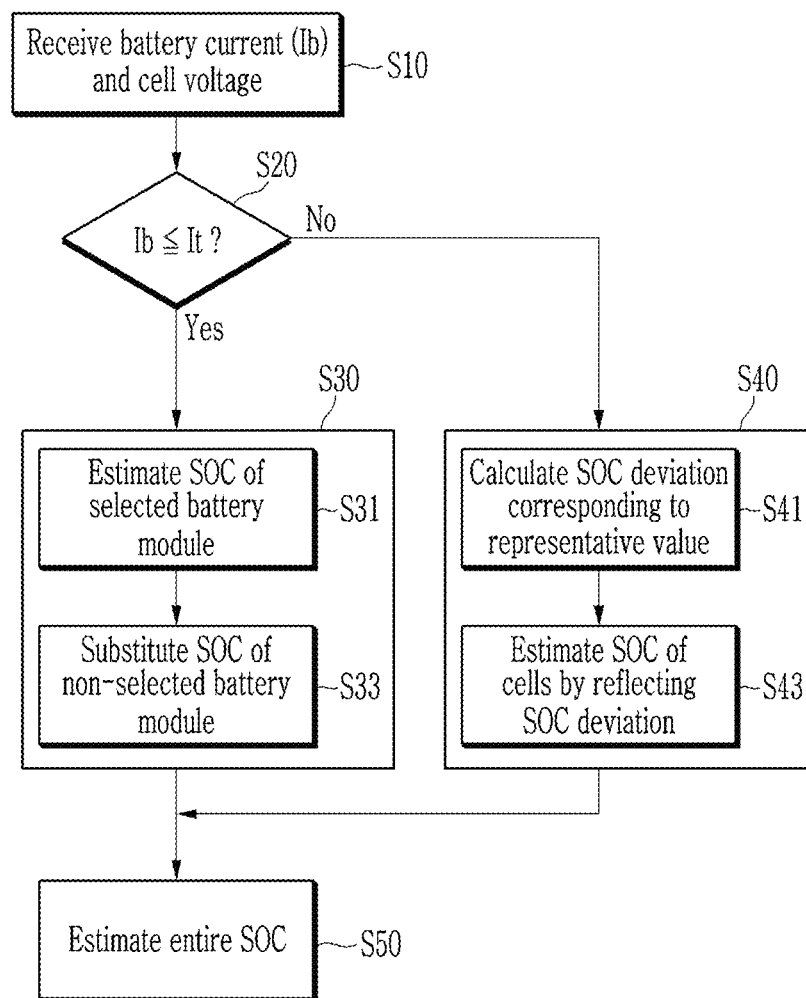 Receive battery current (Ib)
and cell voltage
S10
S20
Ib ≦ It ?
No
Yes
S30
Estimate SOC of
selected battery
module
S31
Substitute SOC of
non-selected battery
module
S33
S40
Calculate SOC deviation
corresponding to
representative value
S41
Estimate SOC of
cells by reflecting
SOC deviation
S43
Estimate entire SOC
S50